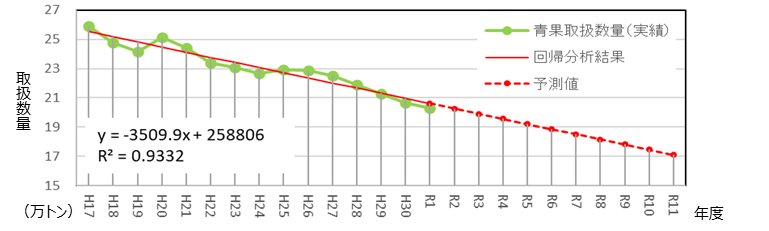 27
25
23
21
19
17
15
取扱数量
(万トン)
青果取扱数量(実績)
回帰分析結果
予測値
y = -3509.9x + 258806
R² = 0.9332
H17 H18 H19 H20 H21 H22 H23 H24 H25 H26 H27 H28 H29 H30 R1 R2 R3 R4 R5 R6 R7 R8 R9 R10 R11
年度